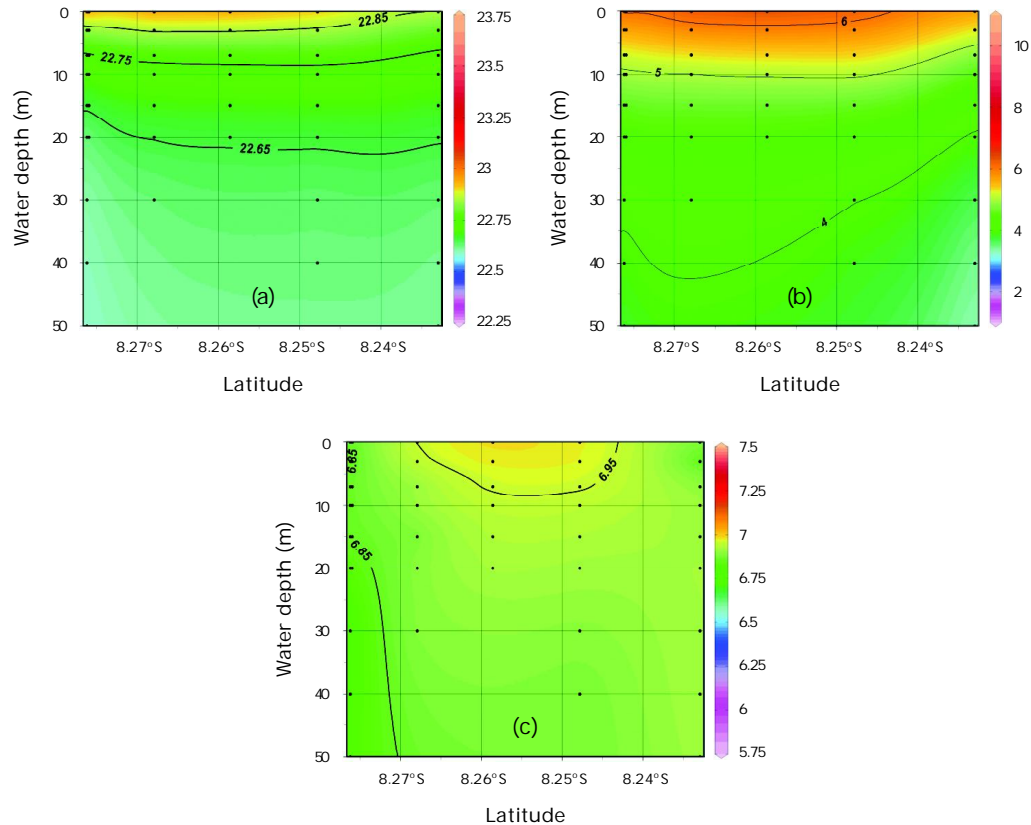 0
10
20
30
40
50
Water depth (m)
22.85
22.75
22.65
(a)
8.27°S
8.26°S
8.25°S
8.24°S
Latitude
23.75
23.5
23.25
23
22.75
22.5
22.25
0
10
20
30
40
50
Water depth (m)
6
5
4
(b)
8.27°S
8.26°S
8.25°S
8.24°S
Latitude
10
8
6
4
2
0
10
20
30
40
50
Water depth (m)
6.85
6.95
6.85
(c)
8.27°S
8.26°S
8.25°S
8.24°S
Latitude
7.5
7.25
7
6.75
6.5
6.25
6
5.75